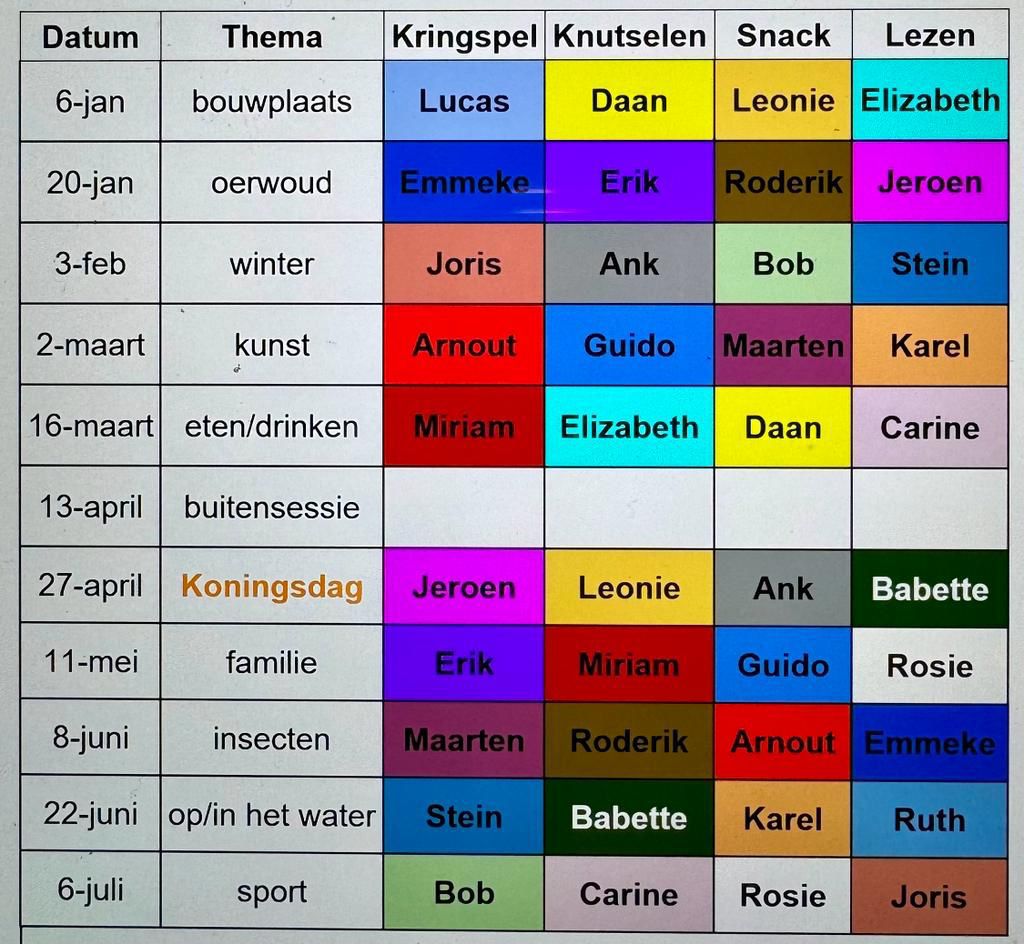 Datum Thema Kringspel Knutselen Snack Lezen
6-jan bouwplaats Lucas Daan Leonie Elizabeth
20-jan oerwoud Emmeke Erik Roderik Jeroen
3-feb winter Joris Ank Bob Stein
2-maart kunst Arnout Guido Maarten Karel
16-maart eten/drinken Miriam Elizabeth Daan Carine
13-april buitensessie
27-april Koningsdag Jeroen Leonie Ank Babette
11-mei familie Erik Miriam Guido Rosie
8-juni insecten Maarten Roderik Arnout Emmeke
22-juni op/in het water Stein Babette Karel Ruth
6-juli sport Bob Carine Rosie Joris